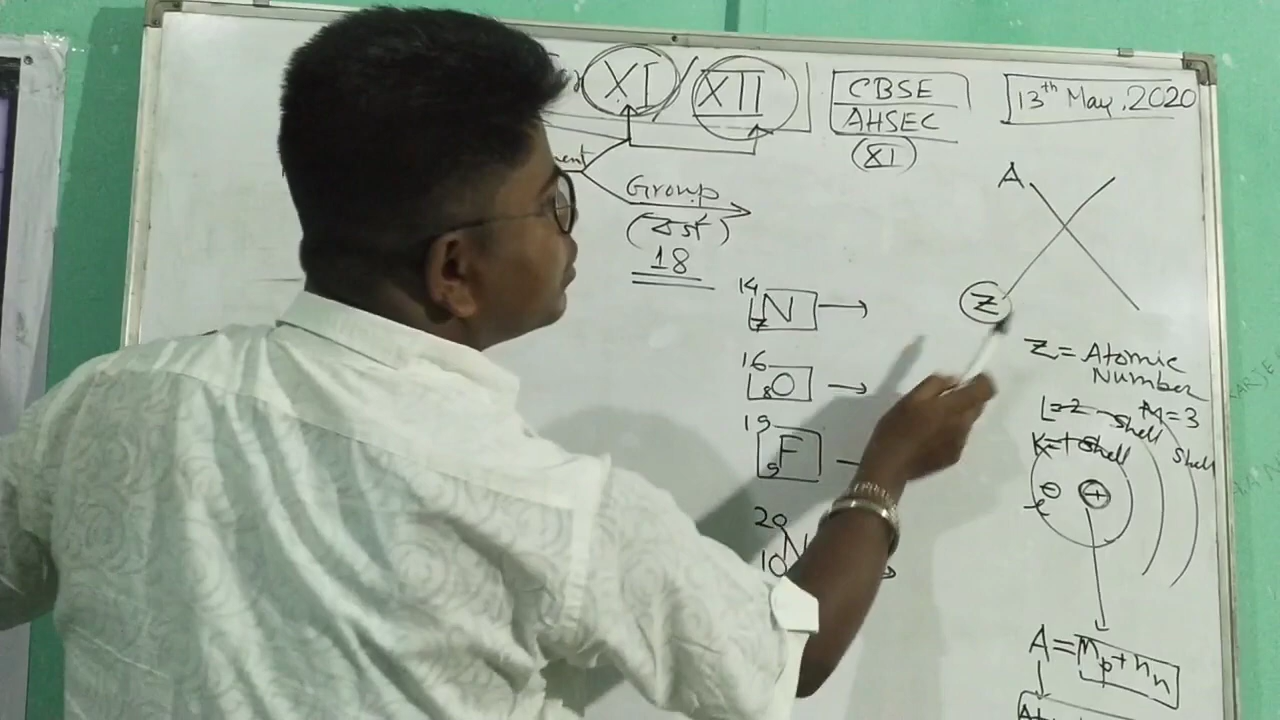 XI / XII
CBSE
AHSEC
(XI)
13th May, 2020
Group
18
A
Z
14
N
7
16
O
8
19
F
9
20
N
10
Z = Atomic
Number
L=2 Shell
M=3
Shell
K=1 Shell
e
+
A = np + nn